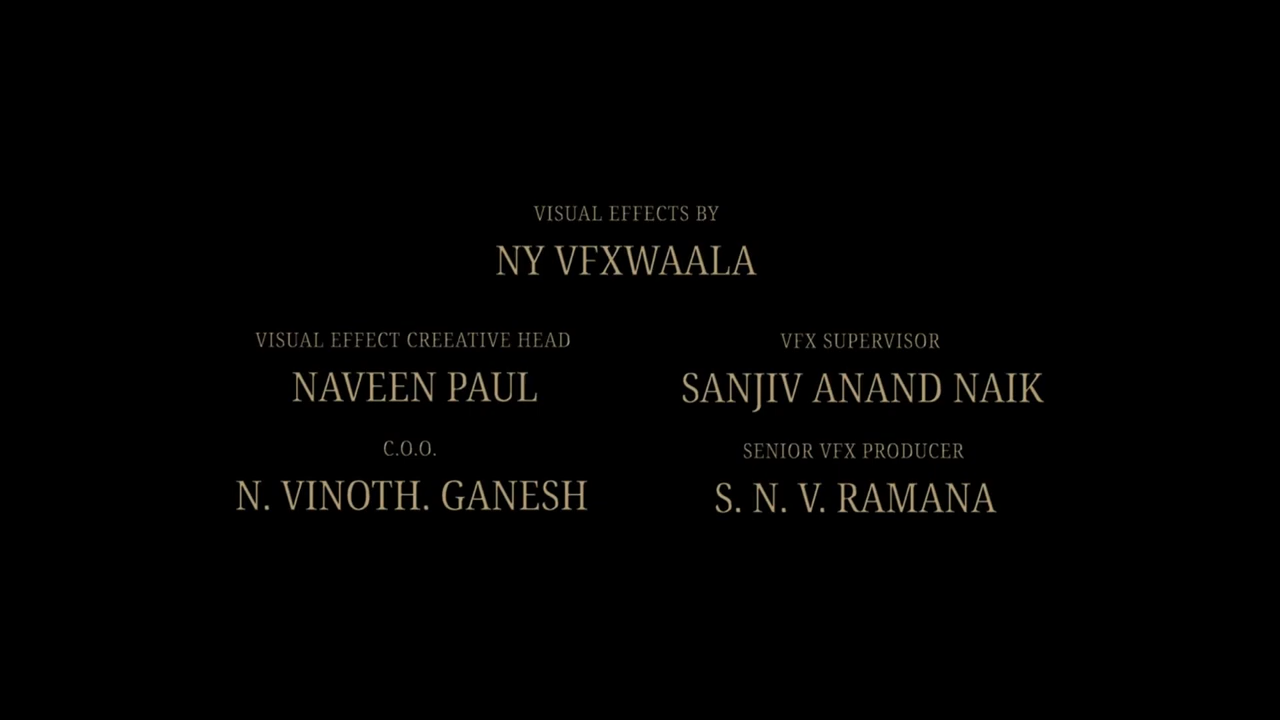 VISUAL EFFECTS BY
NY VFXWAALA
VISUAL EFFECT CREEATIVE HEAD
NAVEEN PAUL
C.O.O.
N. VINOTH. GANESH
VFX SUPERVISOR
SANJIV ANAND NAIK
SENIOR VFX PRODUCER
S. N. V. RAMANA